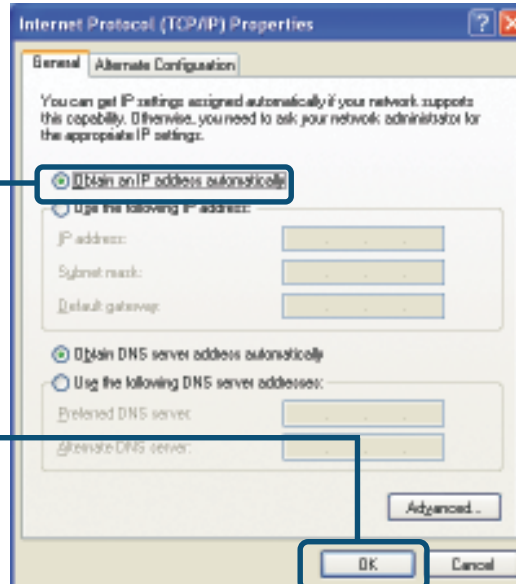 Internet Protocol (TCP/IP) Properties
General
Alternate Configuration
You can get IP settings assigned automatically if your network supports
this capability. Otherwise, you need to ask your network administrator for
the appropriate IP settings.
Obtain an IP address automatically
Use the following IP address:
IP address:
Subnet mask:
Default gateway:
Obtain DNS server address automatically
Use the following DNS server addresses:
Preferred DNS server:
Alternate DNS server:
Advanced...
OK
Cancel